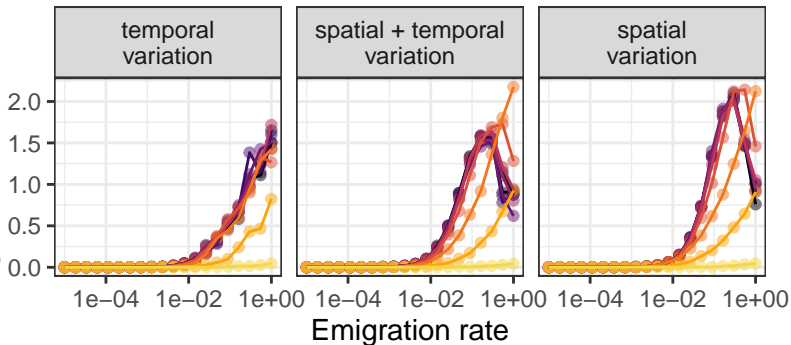 temporal
variation
spatial + temporal
variation
spatial
variation
2.0
1.5
1.0
0.5
0.0
1e−04 1e−02 1e+00
1e−04 1e−02 1e+00
1e−04 1e−02 1e+00
Emigration rate